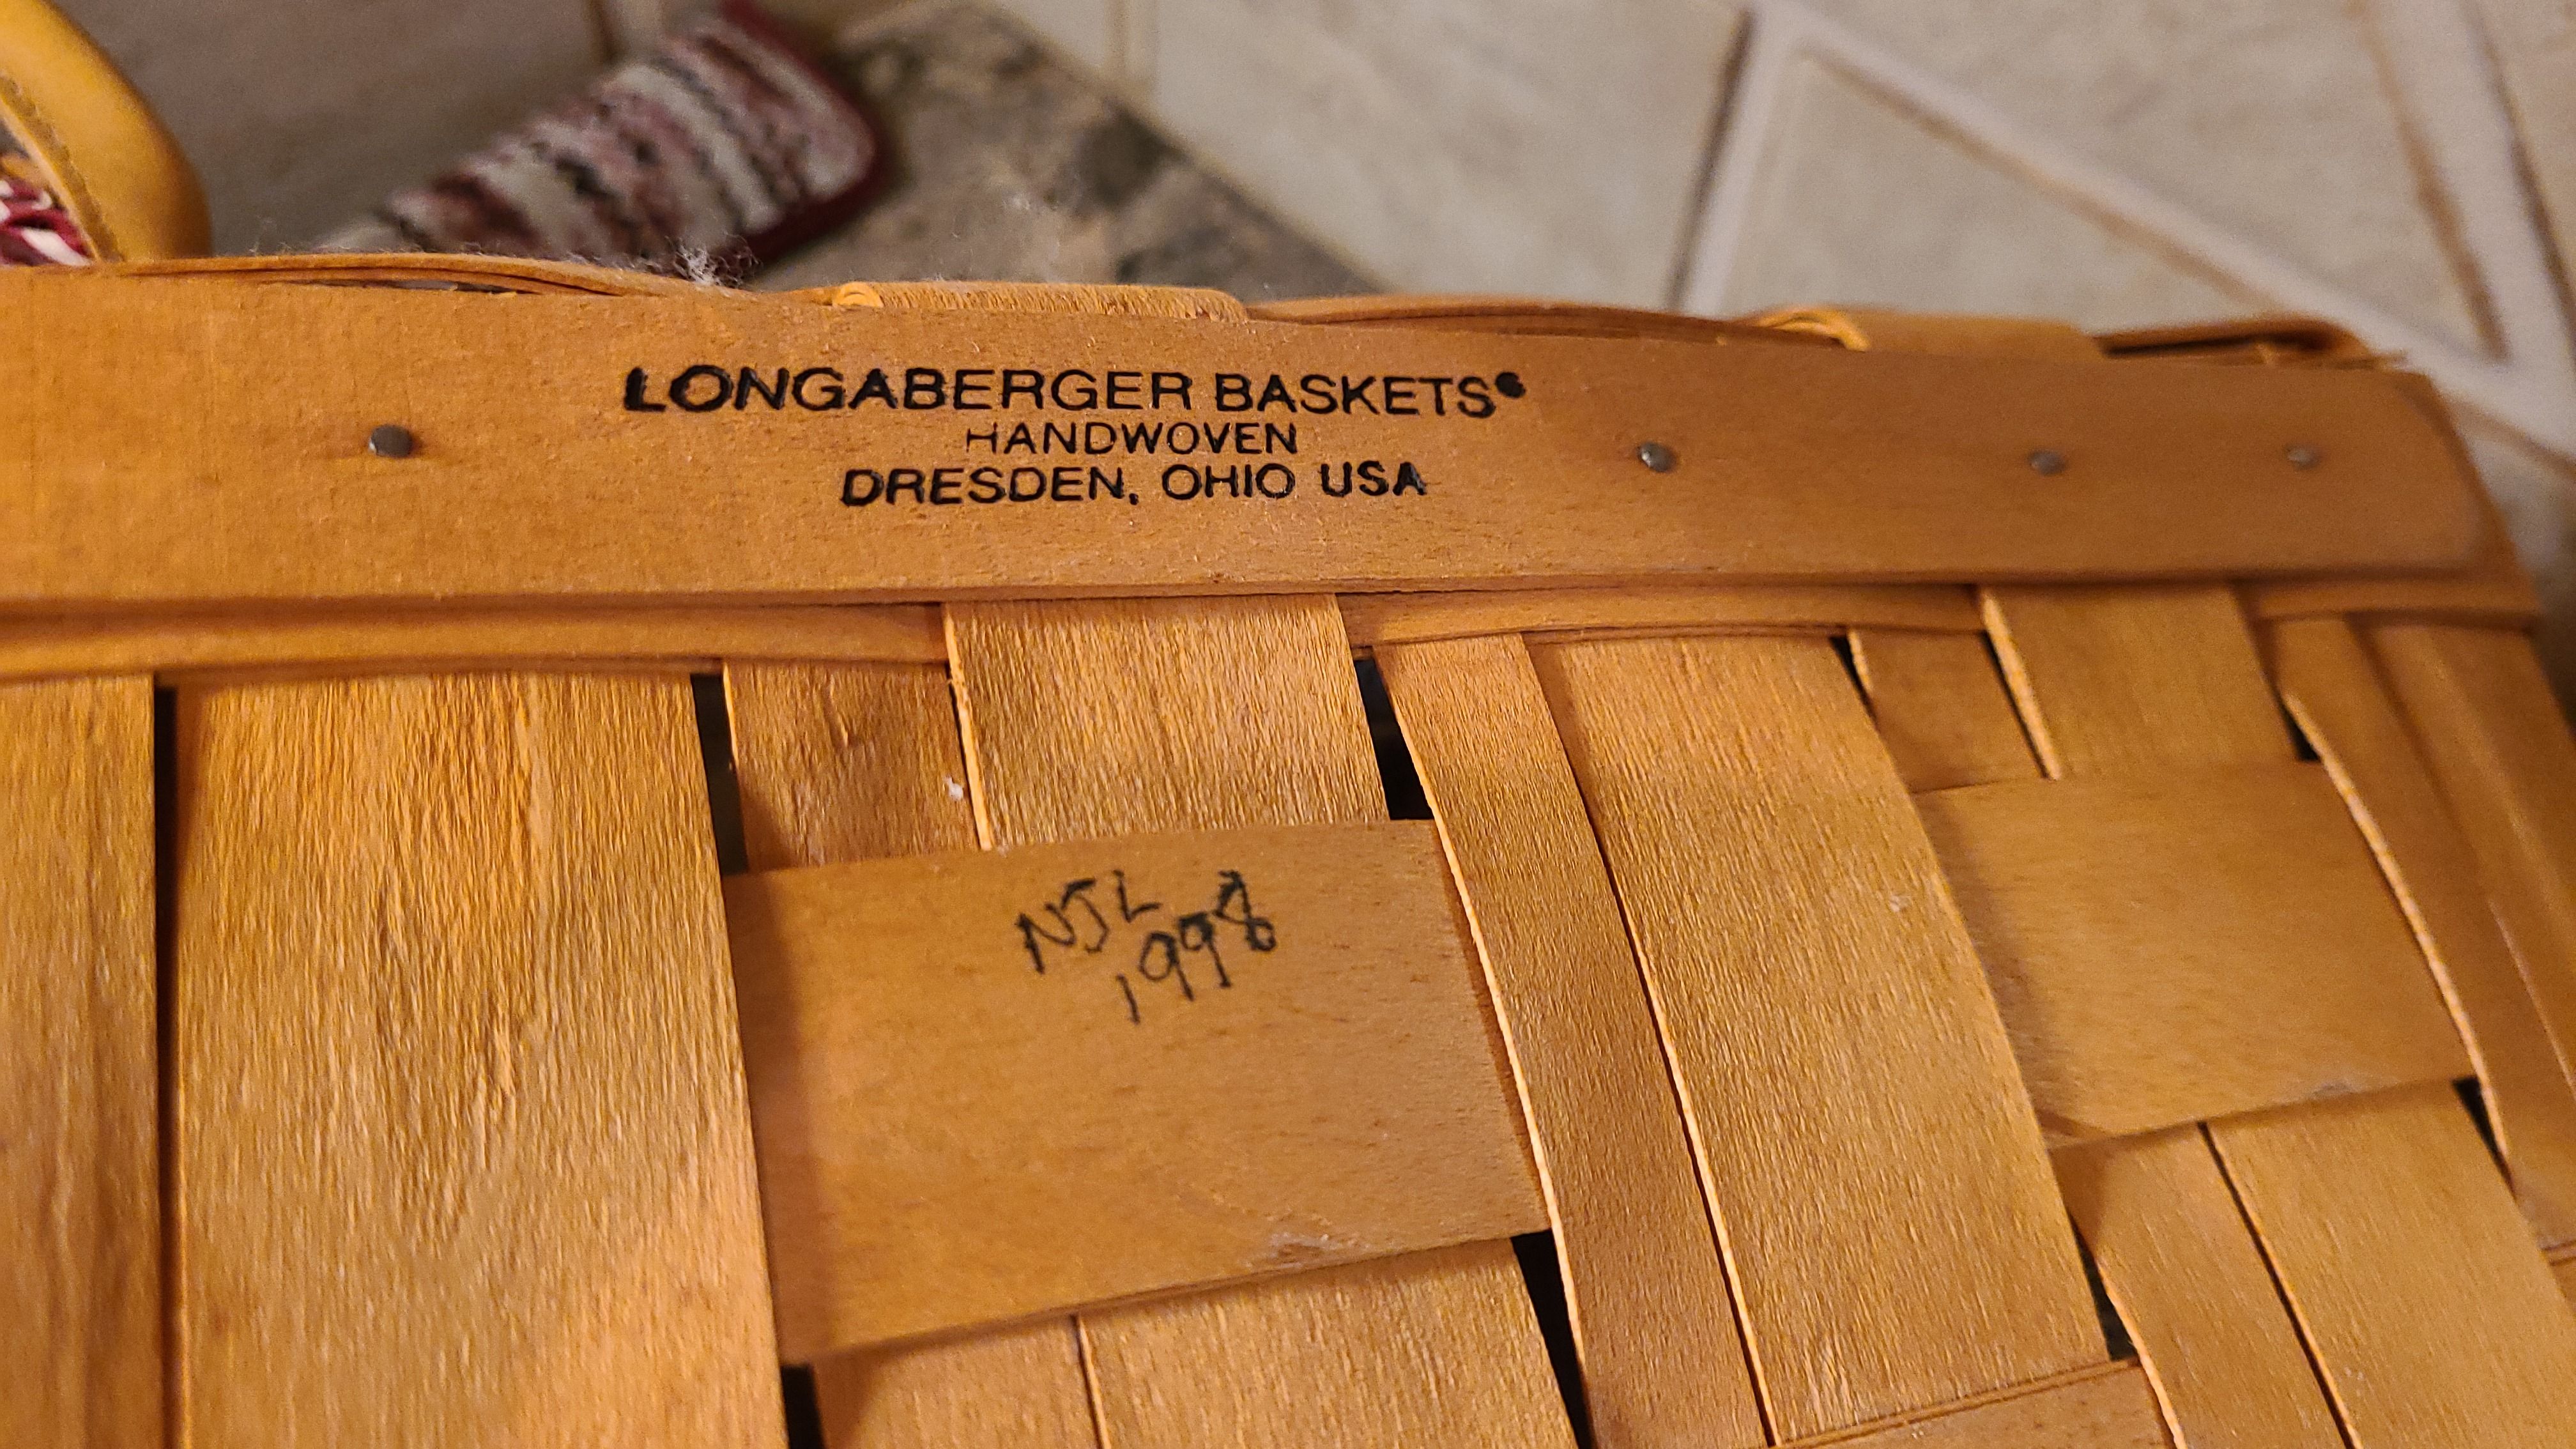 LONGABERGER BASKETS®
HANDWOVEN
DRESDEN, OHIO USA
NJL
1998